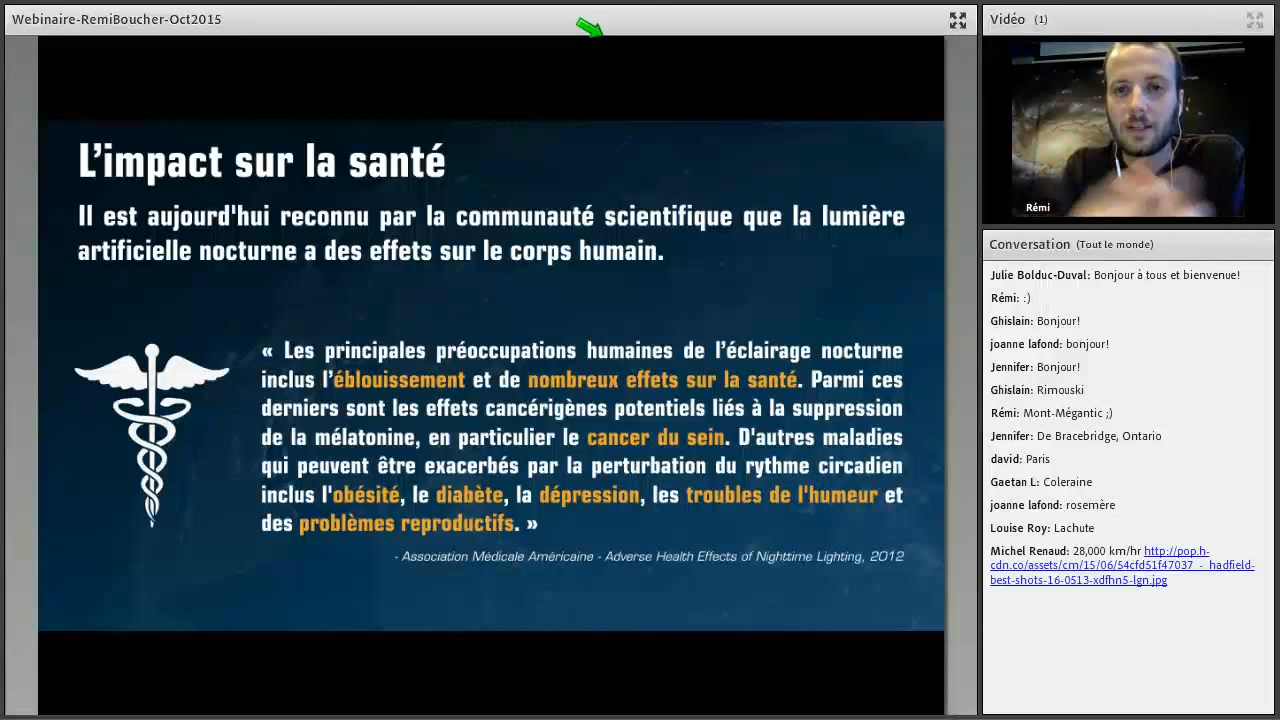 Webinaire-RemiBoucher-Oct2015
L'impact sur la santé
Il est aujourd'hui reconnu par la communauté scientifique que la lumière
artificielle nocturne a des effets sur le corps humain.
« Les principales préoccupations humaines de l'éclairage nocturne
inclus l'éblouissement et de nombreux effets sur la santé. Parmi ces
derniers sont les effets cancérigènes potentiels liés à la suppression
de la mélatonine, en particulier le cancer du sein. D'autres maladies
qui peuvent être exacerbés par la perturbation du rythme circadien
inclus l'obésité, le diabète, la dépression, les troubles de l'humeur et
des problèmes reproductifs. »
- Association Médicale Américaine - Adverse Health Effects of Nighttime Lighting, 2012
Vidéo (1)
Rémi
Conversation (Tout le monde)
Julie Bolduc-Duval: Bonjour à tous et bienvenue!
Rémi: :)
Ghislain: Bonjour!
joanne lafond: bonjour!
Jennifer: Bonjour!
Ghislain: Rimouski
Rémi: Mont-Mégantic ;)
Jennifer: De Bracebridge, Ontario
david: Paris
Gaetan L: Coleraine
joanne lafond: rosemère
Louise Roy: Lachute
Michel Renaud: 28,000 km/hr http://pop.h-
cdn.co/assets/cm/15/06/54cfd51f47037_-_hadfield-
best-shots-16-0513-xdfhn5-lgn.jpg